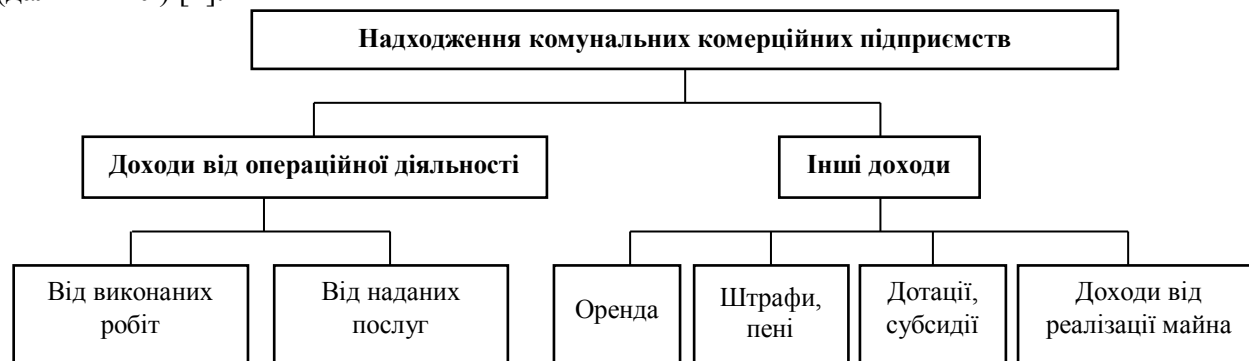 Надходження комунальних комерційних підприємств
Доходи від операційної діяльності
Інші доходи
Від виконаних
робіт
Від наданих
послуг
Оренда
Штрафи,
пені
Дотації,
субсидії
Доходи від
реалізації майна